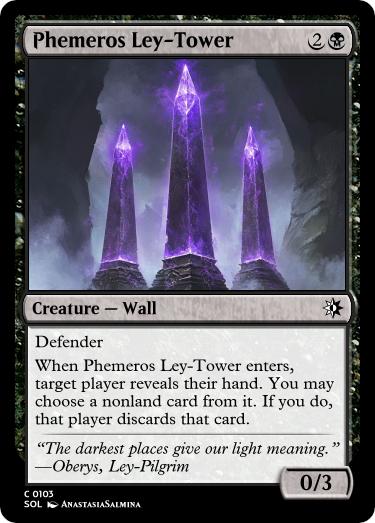 Phemeros Ley-Tower 2
Creature — Wall
Defender
When Phemeros Ley-Tower enters,
target player reveals their hand. You may
choose a nonland card from it. If you do,
that player discards that card.
“The darkest places give our light meaning.”
—Oberys, Ley-Pilgrim
0/3
C 0103
SOL AnastasiaSalmina